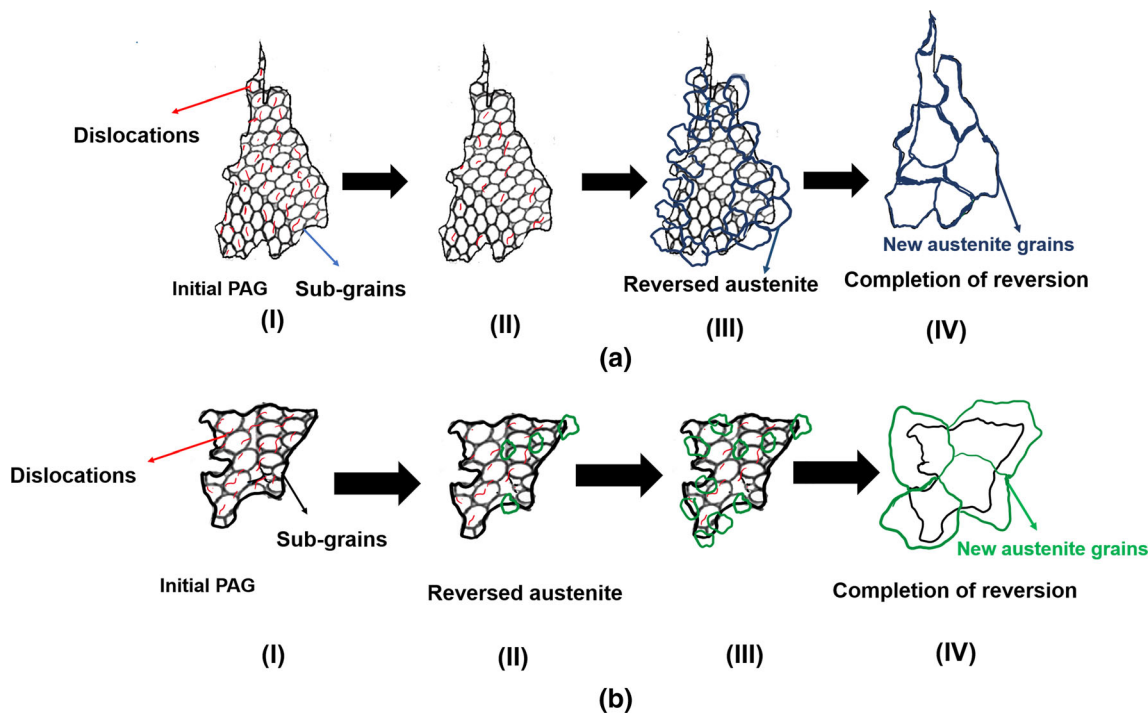 Dislocations
Initial PAG
Sub-grains
Reversed austenite
New austenite grains
Completion of reversion
(I)
(II)
(III)
(IV)
(a)
Dislocations
Sub-grains
New austenite grains
Initial PAG
Reversed austenite
Completion of reversion
(I)
(II)
(III)
(IV)
(b)